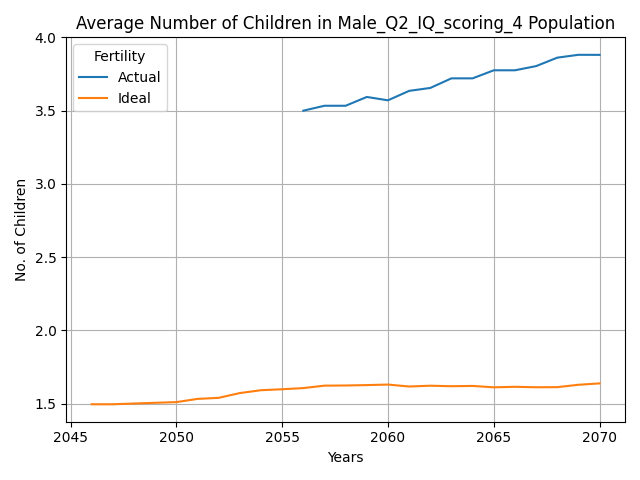 Average Number of Children in Male_Q2_IQ_scoring_4 Population
Fertility
Actual
Ideal
No. of Children
4.0
3.5
3.0
2.5
2.0
1.5
2045 2050 2055 2060 2065 2070
Years